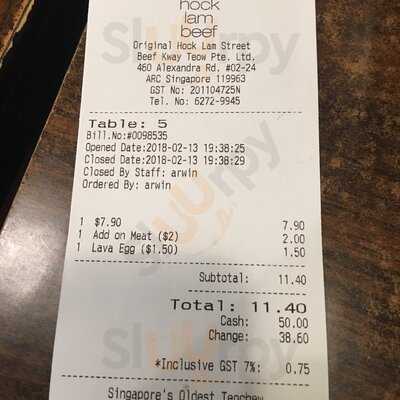 hock
lam
beef
Original Hock Lam Street
Beef Kway Teow Pte. Ltd.
460 Alexandra Rd. #02-24
ARC Singapore 119963
GST No: 201104725N
Tel. No: 6272-9945
Table: 5
Bill.No:#0098535
Opened Date:2018-02-13 19:38:25
Closed Date:2018-02-13 19:38:29
Closed By Staff: arwin
Ordered By: arwin
1 $7.90 7.90
1 Add on Meat ($2) 2.00
1 Lava Egg ($1.50) 1.50
Subtotal: 11.40
Total: 11.40
Cash: 50.00
Change: 38.60
*Inclusive GST 7%: 0.75
Singapore's Oldest Teochew
Slurrpy
Slurrpy
Slurrpy